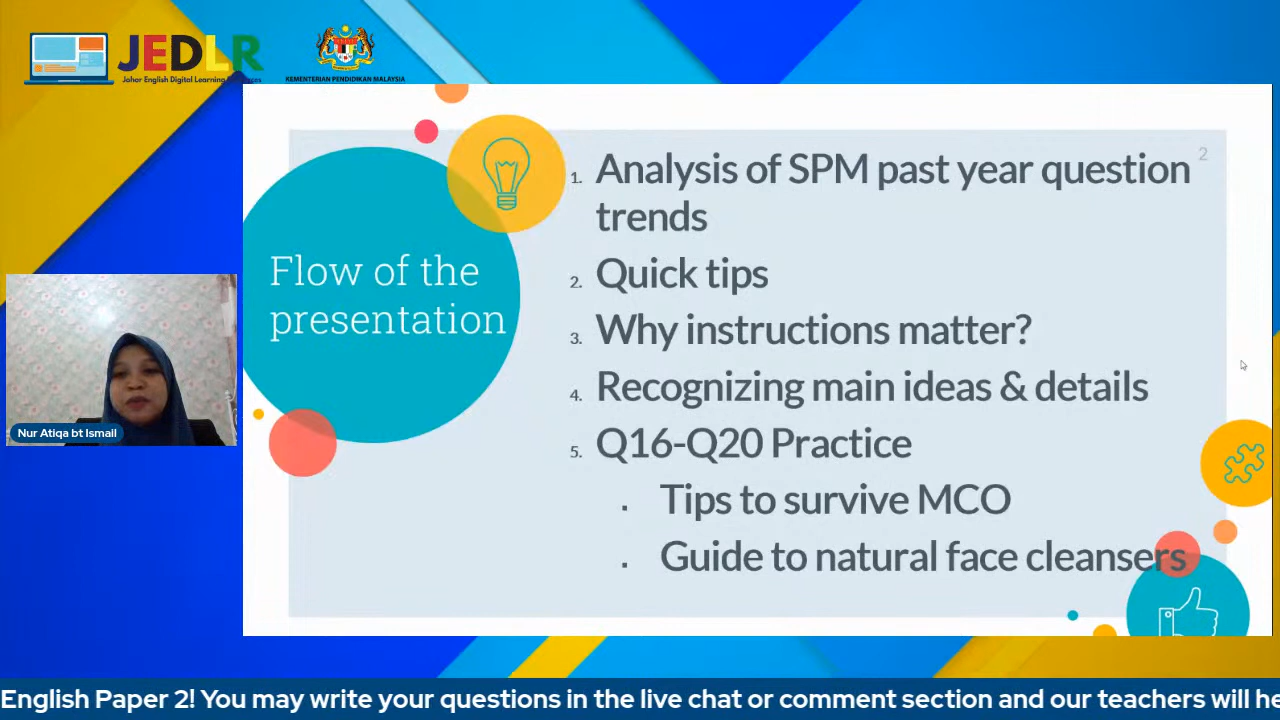 JEDLR
Johor English Digital Learning Resources
KEMENTERIAN PENDIDIKAN MALAYSIA
2
Flow of the
presentation
1. Analysis of SPM past year question
trends
2. Quick tips
3. Why instructions matter?
4. Recognizing main ideas & details
5. Q16-Q20 Practice
▪ Tips to survive MCO
▪ Guide to natural face cleansers
Nur Atiqa bt Ismail
English Paper 2! You may write your questions in the live chat or comment section and our teachers will he